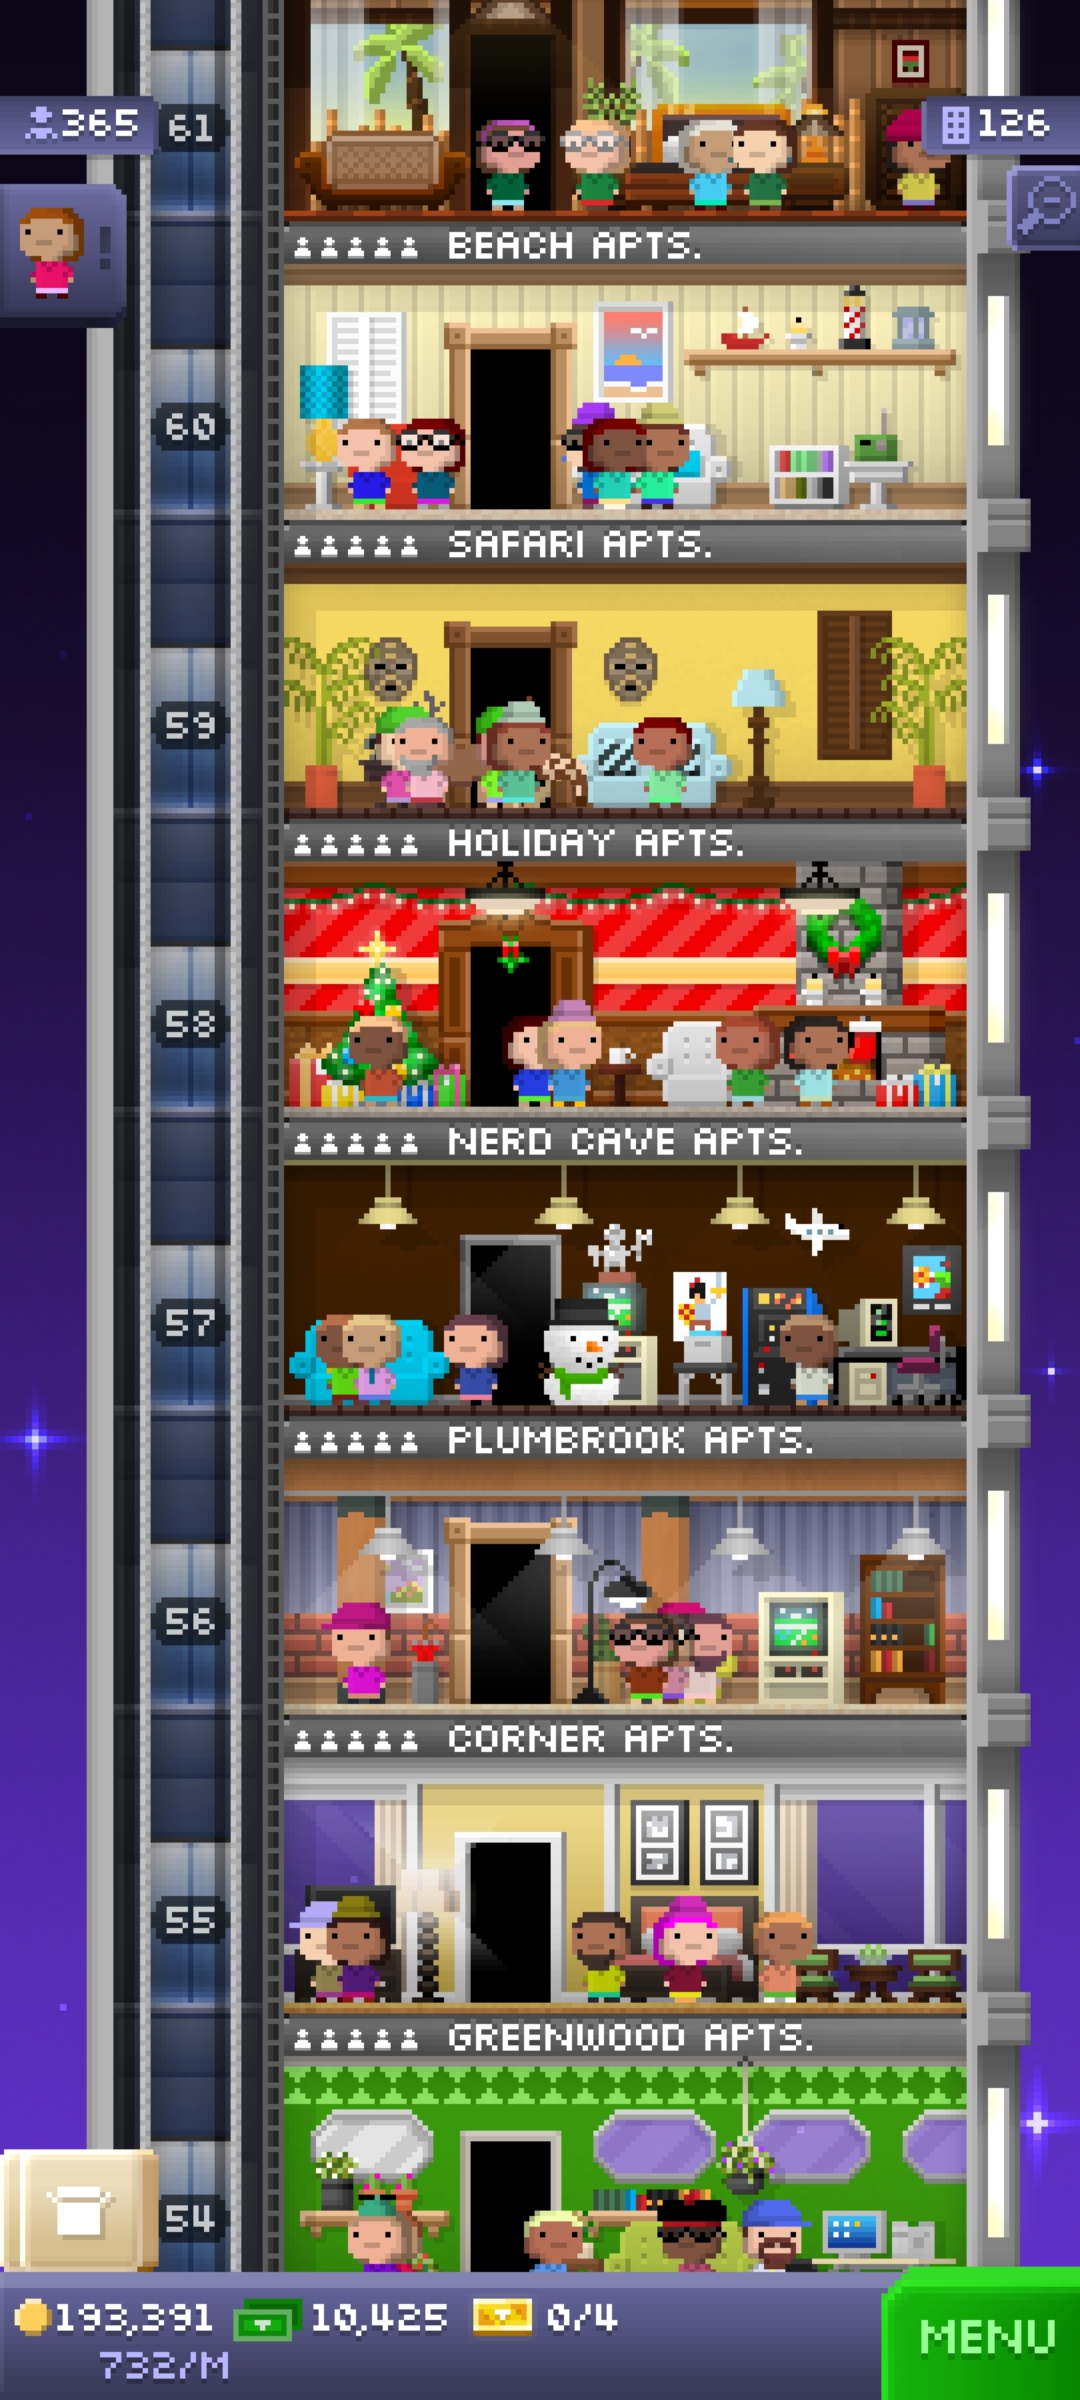 365
61
126
BEACH APTS.
60
SAFARI APTS.
59
HOLIDAY APTS.
58
NERD CAVE APTS.
57
PLUMBROOK APTS.
56
CORNER APTS.
55
GREENWOOD APTS.
54
193,391 10,425 0/4
732/M
MENU